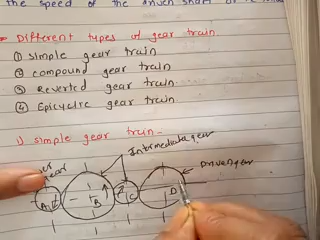 the speed of the driven shaft
Different types of gear train
① simple gear train
② compound gear train
③ Reverted gear train.
④ Epicyclic gear train
1) simple gear train-
Intermediate gear
gear
Driven gear
A
B
C
D